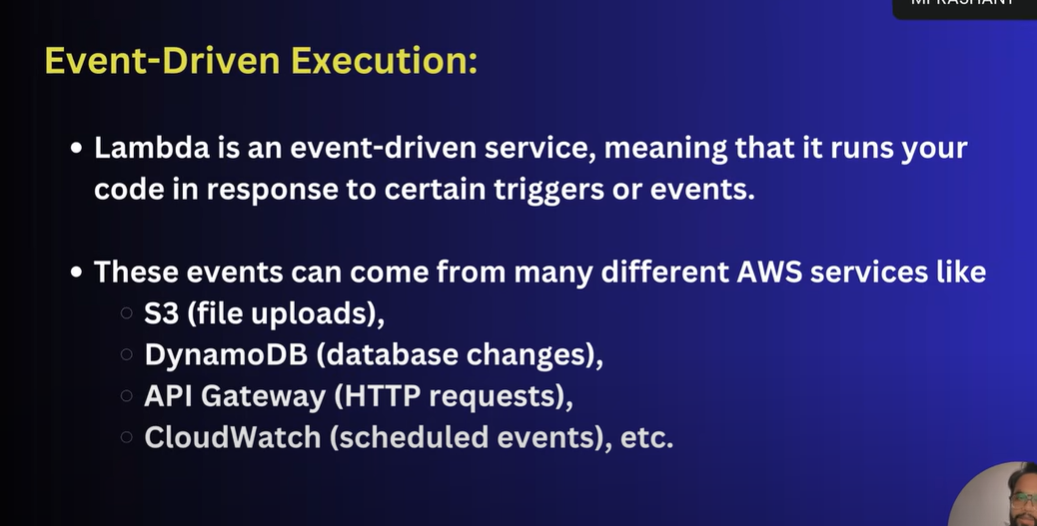 Event-Driven Execution:
• Lambda is an event-driven service, meaning that it runs your
code in response to certain triggers or events.
• These events can come from many different AWS services like
○ S3 (file uploads),
○ DynamoDB (database changes),
○ API Gateway (HTTP requests),
○ CloudWatch (scheduled events), etc.